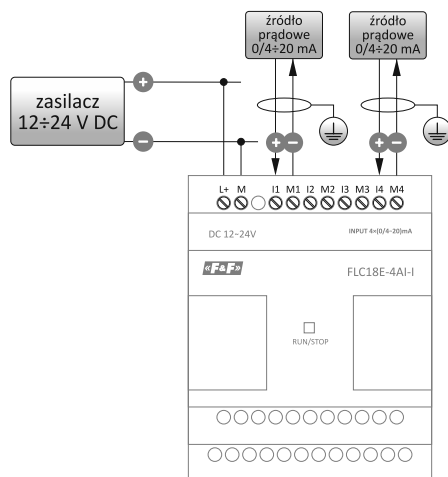 źródło
prądowe
0/4÷20 mA
źródło
prądowe
0/4÷20 mA
zasilacz
12÷24 V DC
+
−
+ −
+ −
L+ M I1 M1 I2 M2 I3 M3 I4 M4
DC 12-24V
INPUT 4×(0/4-20)mA
«F&F»
FLC18E-4AI-I
RUN/STOP